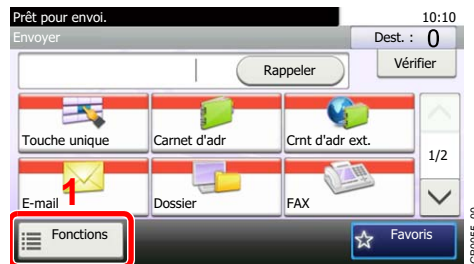 Prêt pour envoi. 10:10
Envoyer Dest. : 0
Rappeler Vérifier
Touche unique Carnet d'adr Crnt d'adr ext.
1/2
E-mail Dossier FAX
1
Fonctions Favoris